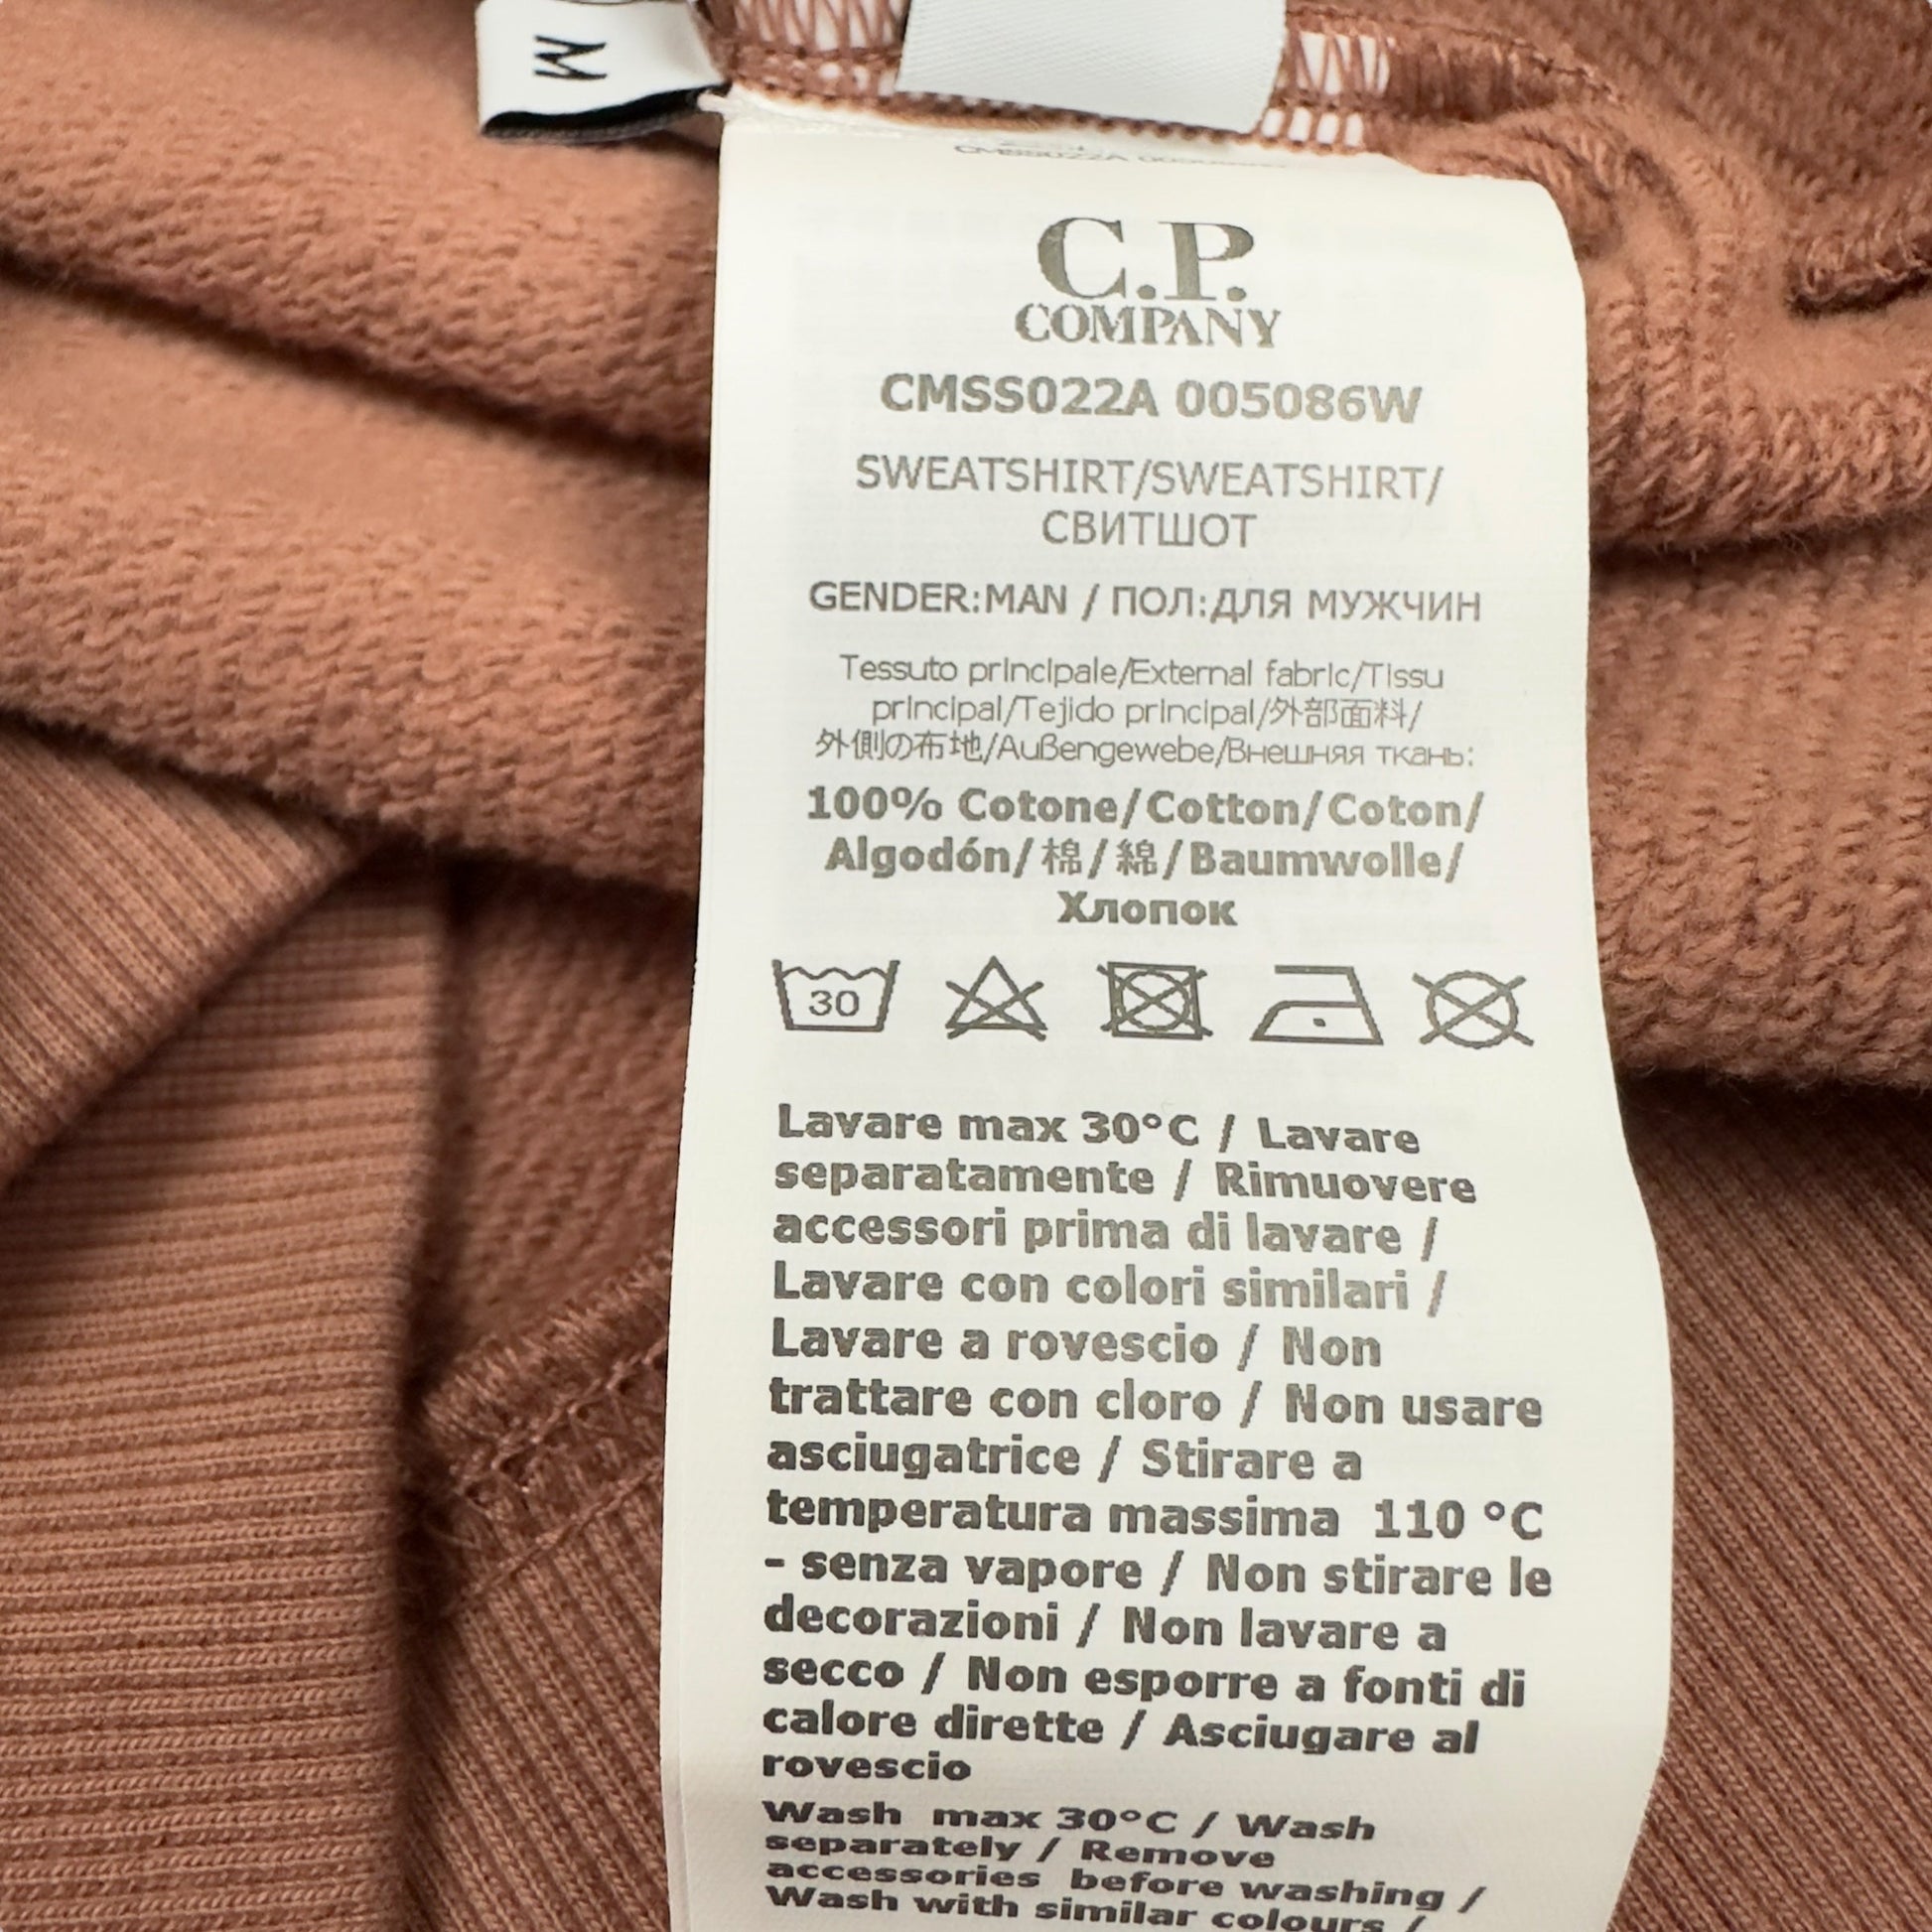 M
C.P.
COMPANY
CMSS022A 005086W
SWEATSHIRT/SWEATSHIRT/
СВИТШОТ
GENDER:MAN / ПОЛ:ДЛЯ МУЖЧИН
Tessuto principale/External fabric/Tissu
principal/Tejido principal/外部面料/
外側の布地/Außengewebe/Внешняя ткань:
100% Cotone/Cotton/Coton/
Algodón/棉/綿/Baumwolle/
Хлопок
30
Lavare max 30°C / Lavare
separatamente / Rimuovere
accessori prima di lavare /
Lavare con colori similari /
Lavare a rovescio / Non
trattare con cloro / Non usare
asciugatrice / Stirare a
temperatura massima 110 °C
- senza vapore / Non stirare le
decorazioni / Non lavare a
secco / Non esporre a fonti di
calore dirette / Asciugare al
rovescio
Wash max 30°C / Wash
separately / Remove
accessories before washing /
Wash with similar colours /